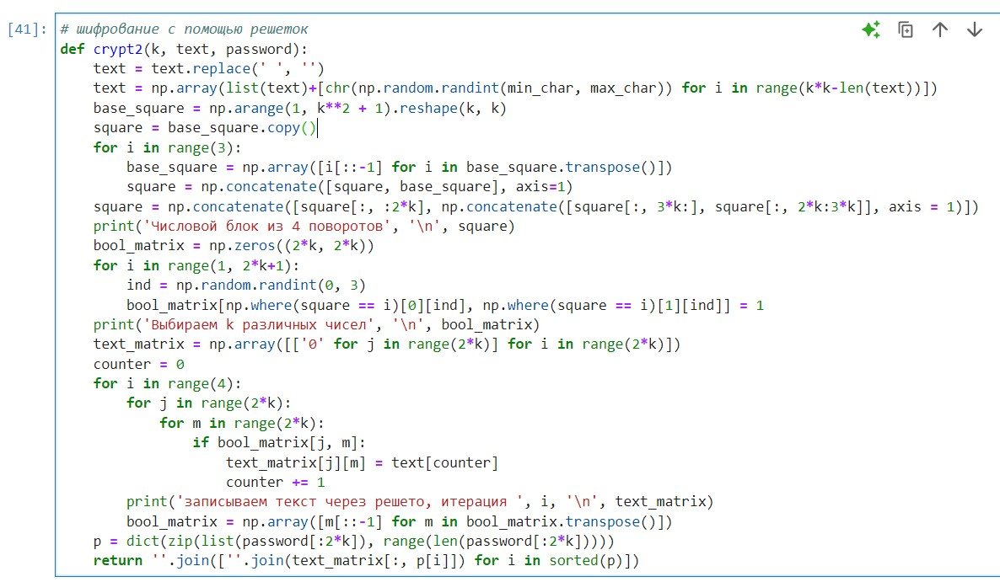 [41]: # шифрование с помощью решеток
def crypt2(k, text, password):
    text = text.replace(' ', '')
    text = np.array(list(text)+[chr(np.random.randint(min_char, max_char)) for i in range(k*k-len(text))])
    base_square = np.arange(1, k**2 + 1).reshape(k, k)
    square = base_square.copy()
    for i in range(3):
        base_square = np.array([i[::-1] for i in base_square.transpose()])
        square = np.concatenate([square, base_square], axis=1)
    square = np.concatenate([square[:, :2*k], np.concatenate([square[:, 3*k:], square[:, 2*k:3*k]], axis = 1)])
    print('Числовой блок из 4 поворотов', '\n', square)
    bool_matrix = np.zeros((2*k, 2*k))
    for i in range(1, 2*k+1):
        ind = np.random.randint(0, 3)
        bool_matrix[np.where(square == i)[0][ind], np.where(square == i)[1][ind]] = 1
    print('Выбираем k различных чисел', '\n', bool_matrix)
    text_matrix = np.array([['0' for j in range(2*k)] for i in range(2*k)])
    counter = 0
    for i in range(4):
        for j in range(2*k):
            for m in range(2*k):
                if bool_matrix[j, m]:
                    text_matrix[j][m] = text[counter]
                    counter += 1
        print('записываем текст через решето, итерация ', i, '\n', text_matrix)
        bool_matrix = np.array([m[::-1] for m in bool_matrix.transpose()])
    p = dict(zip(list(password[:2*k]), range(len(password[:2*k]))))
    return ''.join([''.join(text_matrix[:, p[i]]) for i in sorted(p)])